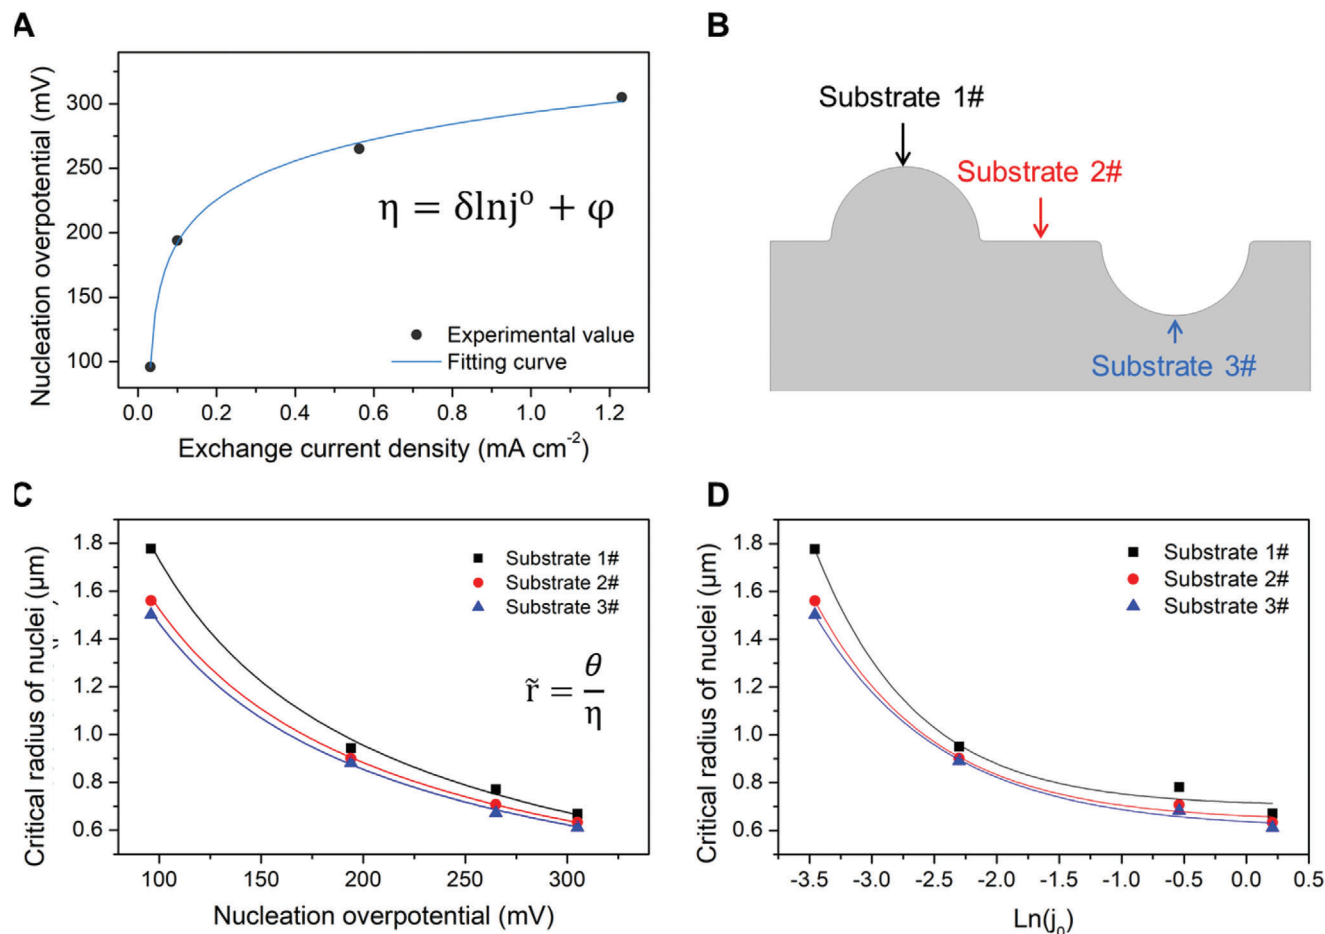 A
Nucleation overpotential (mV)
300
250
200
150
100
η = δlnjᵒ + φ
Experimental value
Fitting curve
0.0 0.2 0.4 0.6 0.8 1.0 1.2
Exchange current density (mA cm⁻²)
B
Substrate 1#
Substrate 2#
Substrate 3#
C
Critical radius of nuclei (μm)
1.8
1.6
1.4
1.2
1.0
0.8
0.6
Substrate 1#
Substrate 2#
Substrate 3#
r̃ = θ/η
100 150 200 250 300
Nucleation overpotential (mV)
D
Critical radius of nuclei (μm)
1.8
1.6
1.4
1.2
1.0
0.8
0.6
Substrate 1#
Substrate 2#
Substrate 3#
-3.5 -3.0 -2.5 -2.0 -1.5 -1.0 -0.5 0.0 0.5
Ln(j₀)